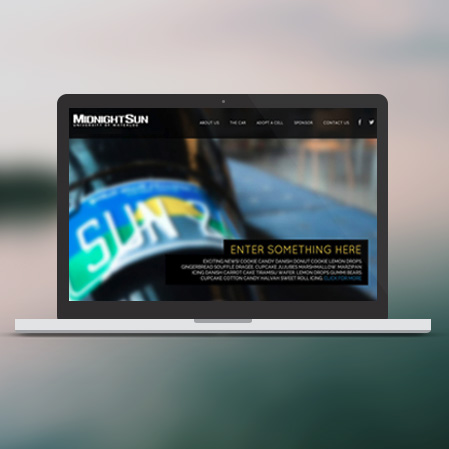 MIDNIGHTSUN
UNIVERSITY OF WATERLOO
ABOUT US THE CAR ADOPT A CELL SPONSOR CONTACT US
SUN
ENTER SOMETHING HERE
EXCITING NEWS! COOKIE CANDY DANISH DONUT COOKIE LEMON DROPS
GINGERBREAD SOUFFLÉ DRAGÉE. CUPCAKE JUJUBES MARSHMALLOW MARZIPAN
ICING DANISH CARROT CAKE TIRAMISU WAFER. LEMON DROPS GUMMI BEARS
CUPCAKE COTTON CANDY HALVAH SWEET ROLL ICING. CLICK FOR MORE